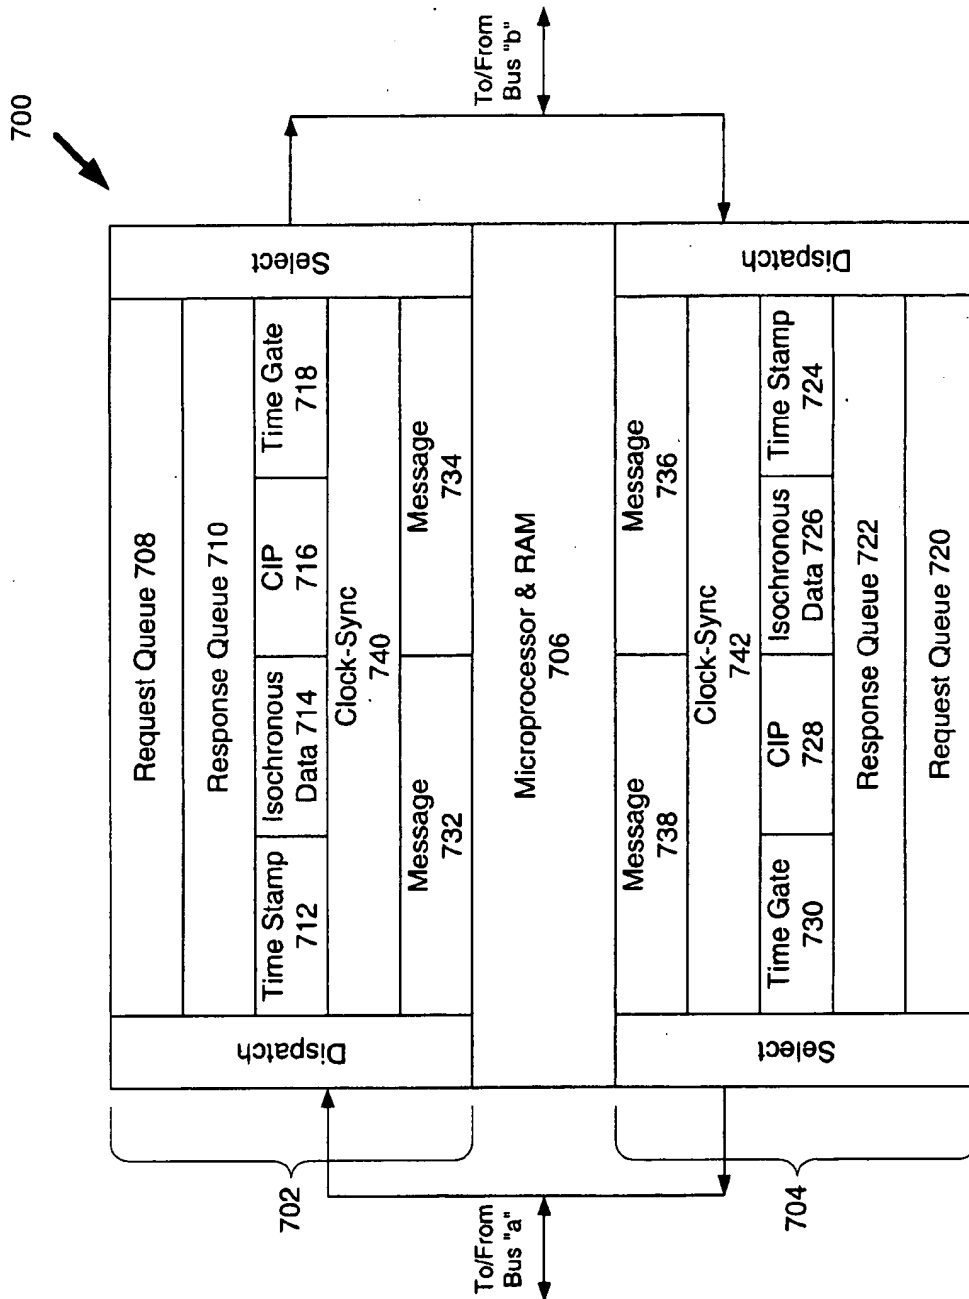 700
To/From
Bus "a"
To/From
Bus "b"
702
Dispatch
Request Queue 708
Response Queue 710
Time Stamp
712
Isochronous
Data 714
CIP
716
Time Gate
718
Clock-Sync
740
Message
732
Message
734
Select
Microprocessor & RAM
706
704
Select
Message
738
Message
736
Clock-Sync
742
Time Gate
730
CIP
728
Isochronous
Data 726
Time Stamp
724
Response Queue 722
Request Queue 720
Dispatch